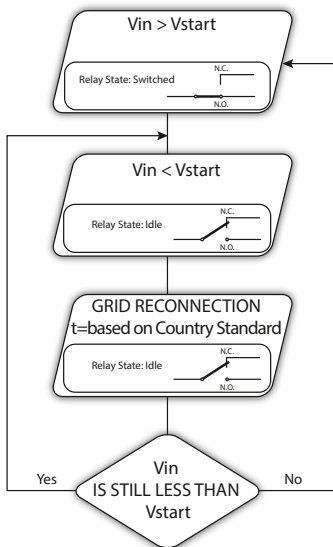 Vin > Vstart
N.C.
Relay State: Switched
N.O.
Vin < Vstart
N.C.
Relay State: Idle
N.O.
GRID RECONNECTION
t=based on Country Standard
N.C.
Relay State: Idle
N.O.
Yes
Vin
No
IS STILL LESS THAN
Vstart